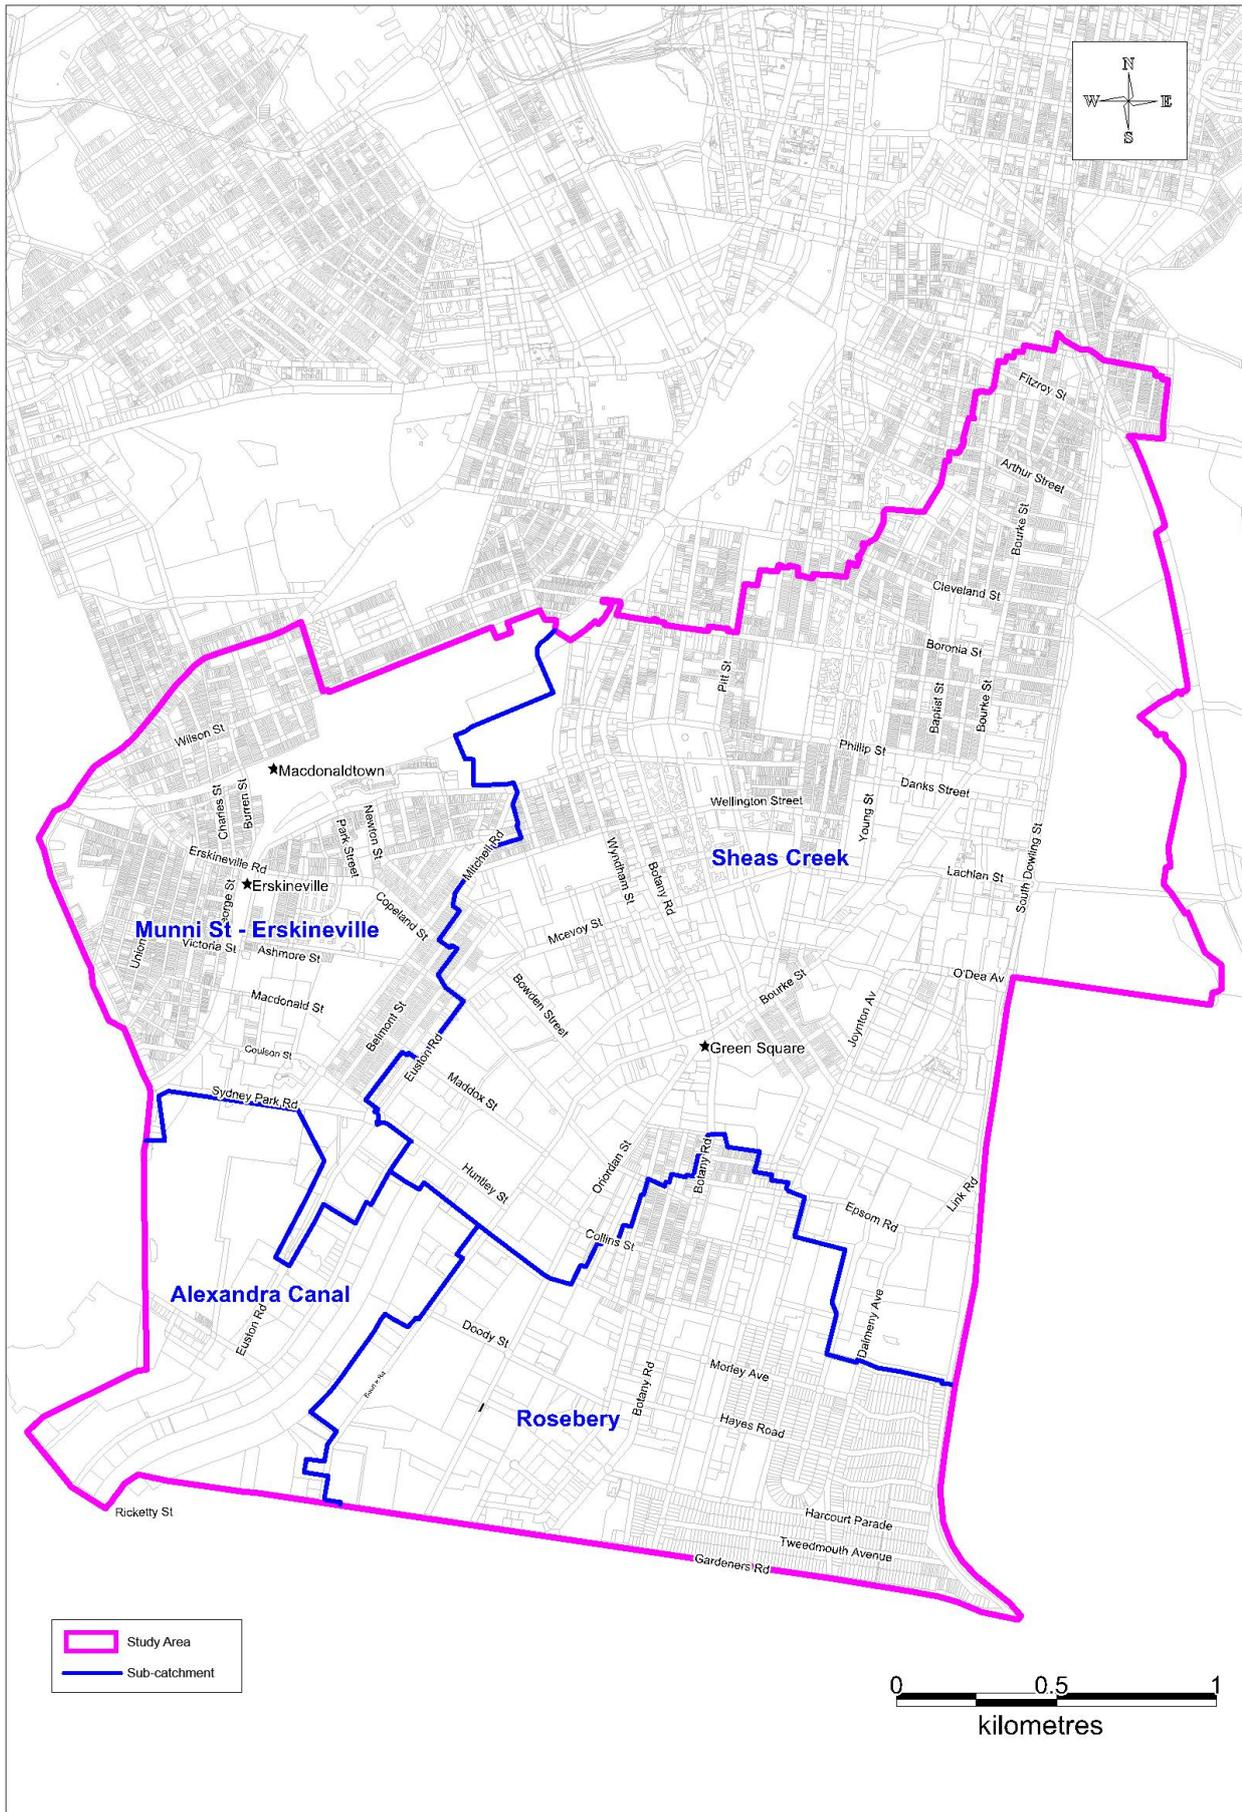 N
W E
S
Fitzroy St
Arthur Street
Bourke St
Cleveland St
Boronia St
Pitt St
Baptist St
Bourke St
Wilson St
Phillip St
Macdonaldtown
Danks Street
Charles St
Burren St
Newton St
Park Street
Wellington Street
Young St
Mitchell Rd
Wyndham St
Botany Rd
Sheas Creek
South Dowling St
Erskineville Rd
Lachlan St
Erskineville
George St
Copeland St
Munni St - Erskineville
Mcevoy St
Union
Victoria St
Ashmore St
O'Dea Av
Bourke St
Bowden Street
Macdonald St
Belmont St
Joynton Av
Green Square
Coulson St
Euston Rd
Maddox St
Sydney Park Rd
Oriordan St
Botany Rd
Huntley St
Link Rd
Epsom Rd
Collins St
Alexandra Canal
Euston Rd
Doody St
Dalmeny Ave
Morley Ave
Botany Rd
Rosebery
Hayes Road
Ricketty St
Harcourt Parade
Tweedmouth Avenue
Gardeners Rd
Study Area
Sub-catchment
0 0.5 1
kilometres